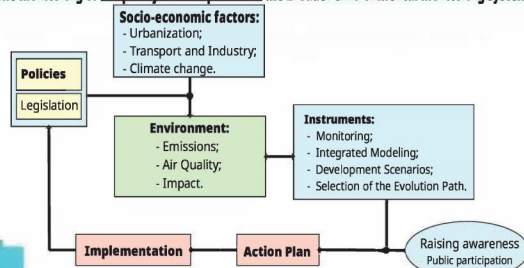 Socio-economic factors:
- Urbanization;
- Transport and Industry;
- Climate change.
Policies
Legislation
Environment:
- Emissions;
- Air Quality;
- Impact.
Instruments:
- Monitoring;
- Integrated Modeling;
- Development Scenarios;
- Selection of the Evolution Path.
Implementation
Action Plan
Raising awareness
Public participation